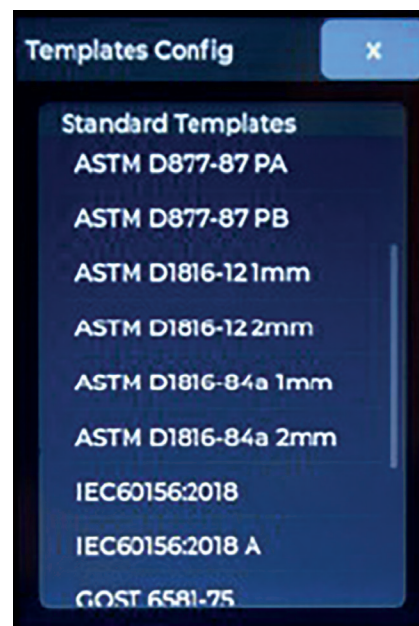 Templates Config
x
Standard Templates
ASTM D877-87 PA
ASTM D877-87 PB
ASTM D1816-12 1mm
ASTM D1816-12 2mm
ASTM D1816-84a 1mm
ASTM D1816-84a 2mm
IEC60156:2018
IEC60156:2018 A
GOST 6581-75